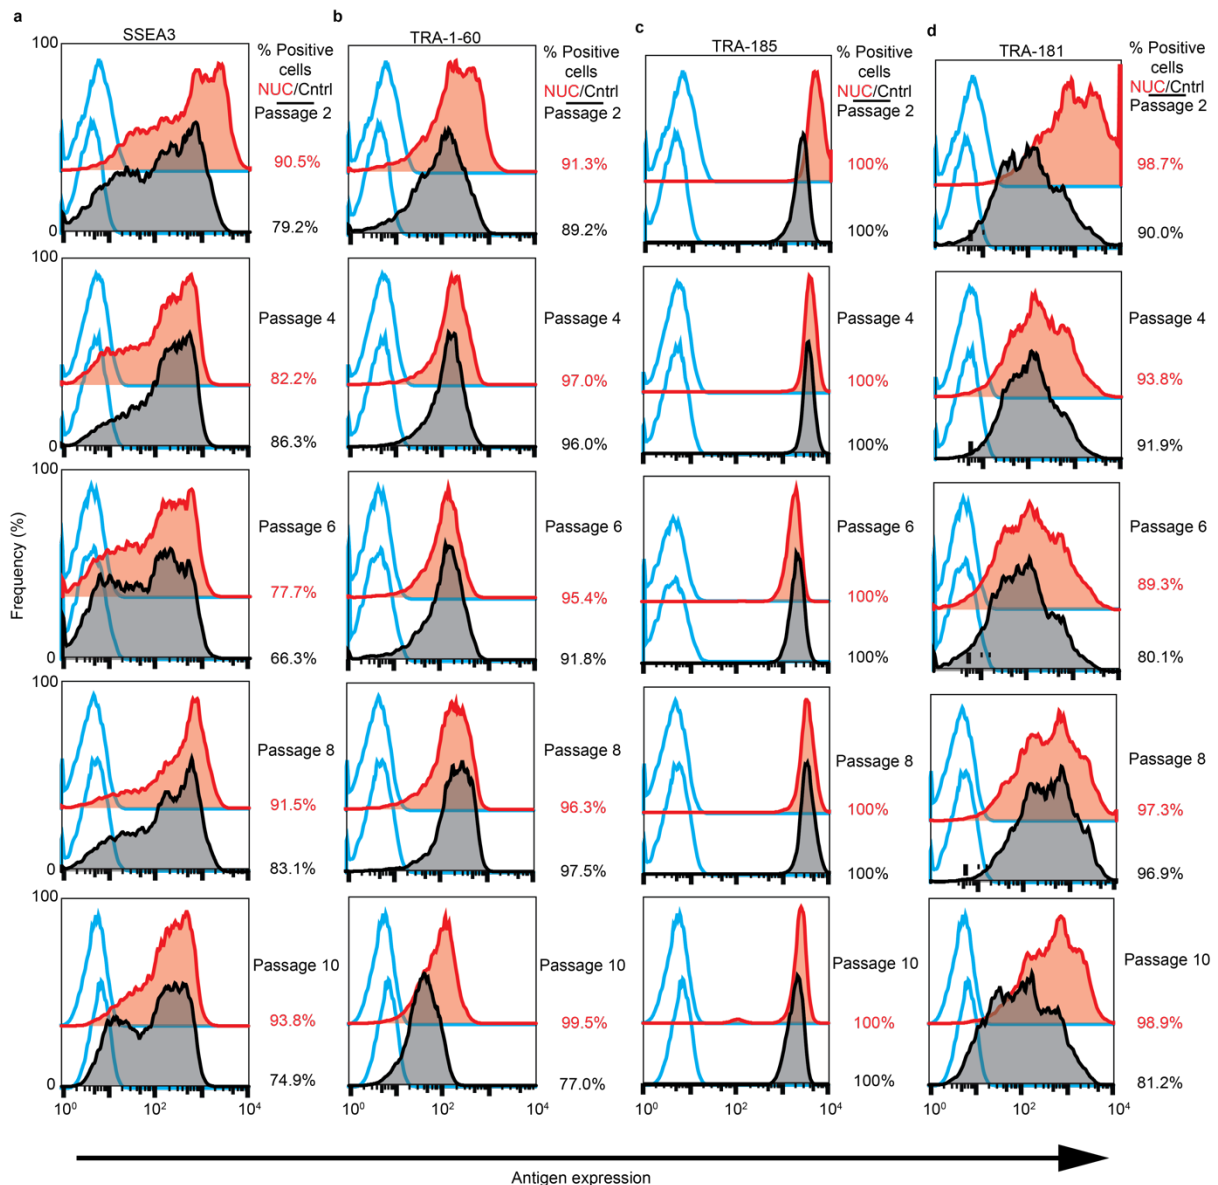 a
SSEA3
% Positive
cells
NUC/Cntrl
Passage 2
100
90.5%
79.2%
0
100
Passage 4
82.2%
86.3%
0
100
Passage 6
77.7%
66.3%
0
100
Passage 8
91.5%
83.1%
0
100
Passage 10
93.8%
74.9%
0
10⁰ 10² 10³ 10⁴
b
TRA-1-60
% Positive
cells
NUC/Cntrl
Passage 2
91.3%
89.2%
Passage 4
97.0%
96.0%
Passage 6
95.4%
91.8%
Passage 8
96.3%
97.5%
Passage 10
99.5%
77.0%
10⁰ 10² 10⁴
c
TRA-185
% Positive
cells
NUC/Cntrl
Passage 2
100%
100%
Passage 4
100%
100%
Passage 6
100%
100%
Passage 8
100%
100%
Passage 10
100%
100%
10⁰ 10² 10³ 10⁴
d
TRA-181
% Positive
cells
NUC/Cntrl
Passage 2
98.7%
90.0%
Passage 4
93.8%
91.9%
Passage 6
89.3%
80.1%
Passage 8
97.3%
96.9%
Passage 10
98.9%
81.2%
10⁰ 10² 10³ 10⁴
Frequency (%)
Antigen expression